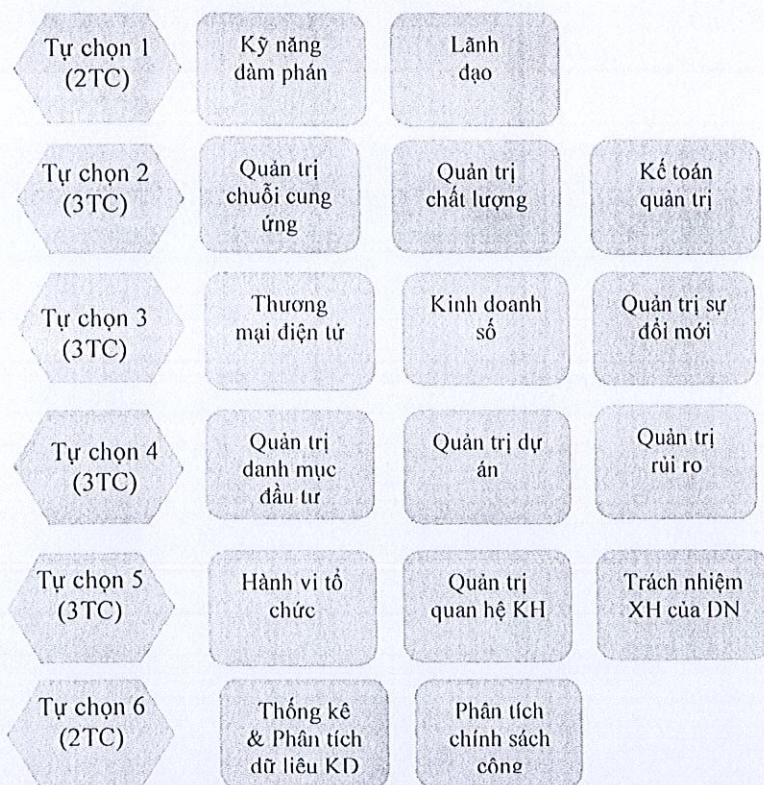 Tự chọn 1
(2TC)
Kỹ năng
đàm phán
Lãnh
đạo
Tự chọn 2
(3TC)
Quản trị
chuỗi cung
ứng
Quản trị
chất lượng
Kế toán
quản trị
Tự chọn 3
(3TC)
Thương
mại điện tử
Kinh doanh
số
Quản trị sự
đổi mới
Tự chọn 4
(3TC)
Quản trị
danh mục
đầu tư
Quản trị dự
án
Quản trị
rủi ro
Tự chọn 5
(3TC)
Hành vi tổ
chức
Quản trị
quan hệ KH
Trách nhiệm
XH của DN
Tự chọn 6
(2TC)
Thống kê
& Phân tích
dữ liệu KD
Phân tích
chính sách
công